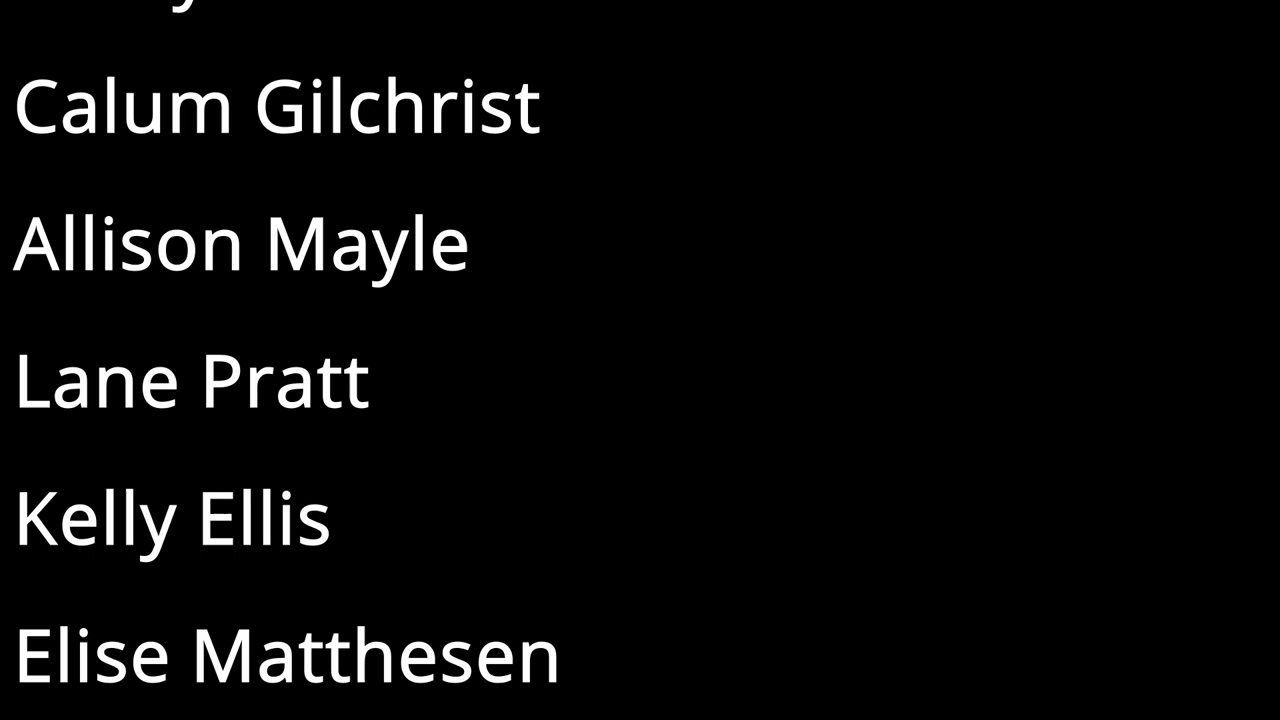 Calum Gilchrist
Allison Mayle
Lane Pratt
Kelly Ellis
Elise Matthesen